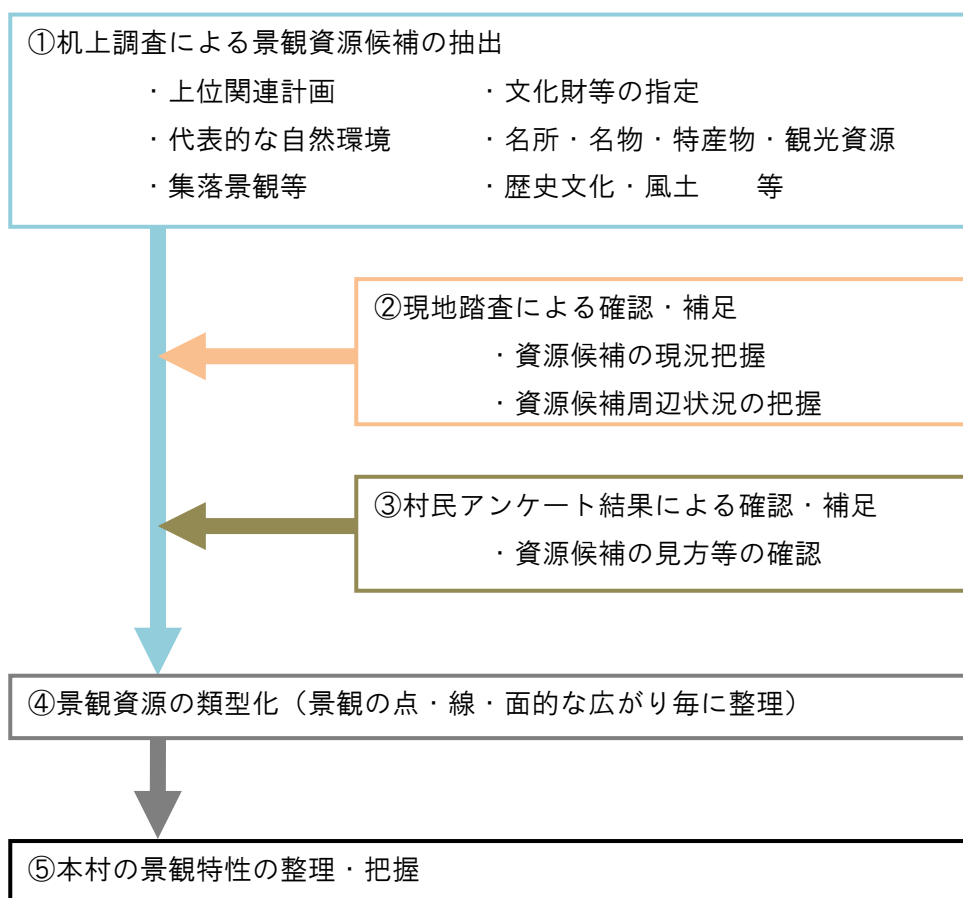 ①机上調査による景観資源候補の抽出
・上位関連計画　　　・文化財等の指定
・代表的な自然環境　　　・名所・名物・特産物・観光資源
・集落景観等　　　・歴史文化・風土　　等
②現地踏査による確認・補足
・資源候補の現況把握
・資源候補周辺状況の把握
③村民アンケート結果による確認・補足
・資源候補の見方等の確認
④景観資源の類型化（景観の点・線・面的な広がり毎に整理）
⑤本村の景観特性の整理・把握